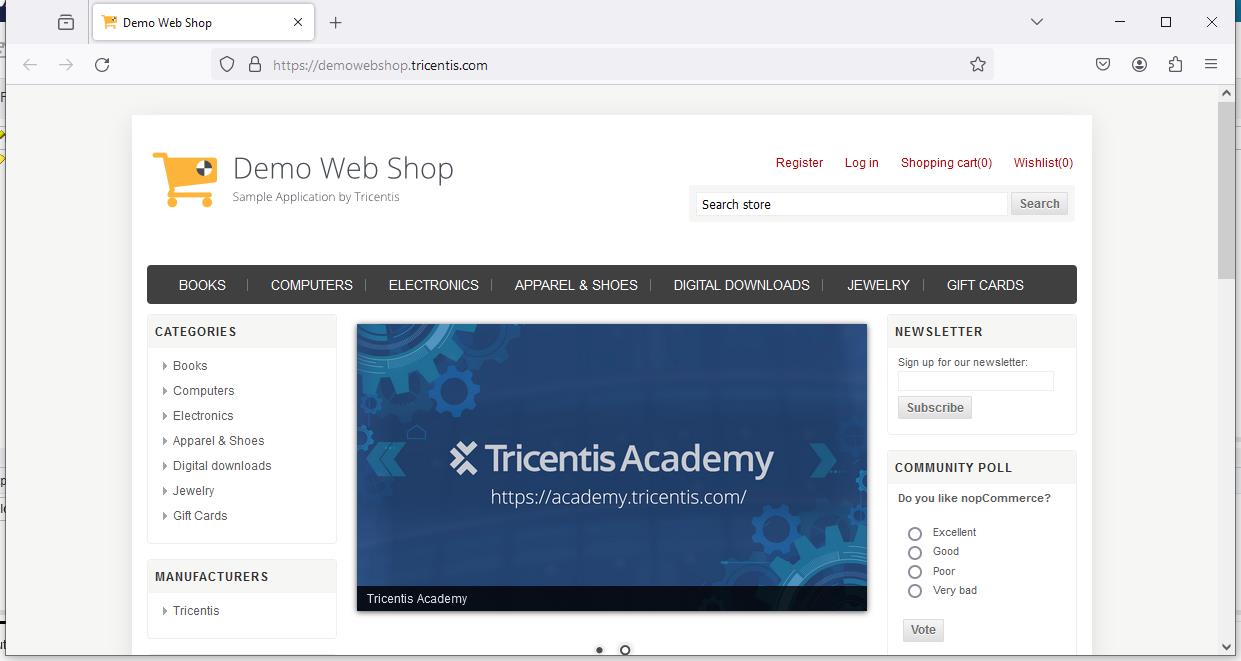 Demo Web Shop
https://demowebshop.tricentis.com
Demo Web Shop
Sample Application by Tricentis
Register Log in Shopping cart(0) Wishlist(0)
Search store Search
BOOKS COMPUTERS ELECTRONICS APPAREL & SHOES DIGITAL DOWNLOADS JEWELRY GIFT CARDS
CATEGORIES
Books
Computers
Electronics
Apparel & Shoes
Digital downloads
Jewelry
Gift Cards
MANUFACTURERS
Tricentis
Tricentis Academy
https://academy.tricentis.com/
Tricentis Academy
NEWSLETTER
Sign up for our newsletter:
Subscribe
COMMUNITY POLL
Do you like nopCommerce?
Excellent
Good
Poor
Very bad
Vote